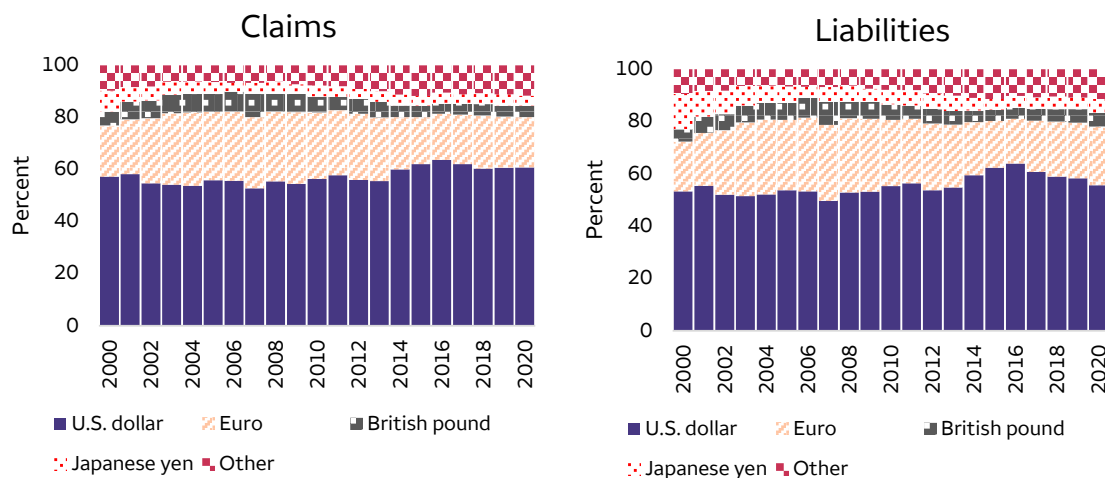 Claims
Percent
100
80
60
40
20
0
2000
2002
2004
2006
2008
2010
2012
2014
2016
2018
2020
U.S. dollar
Euro
British pound
Japanese yen
Other
Liabilities
Percent
100
80
60
40
20
0
2000
2002
2004
2006
2008
2010
2012
2014
2016
2018
2020
U.S. dollar
Euro
British pound
Japanese yen
Other